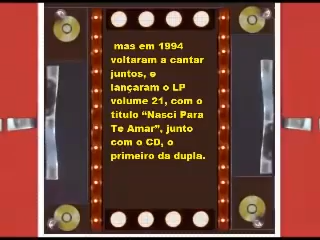 mas em 1994
voltaram a cantar
juntos, e
lançaram o LP
volume 21, com o
titulo “Nasci Para
Te Amar”, junto
com o CD, o
primeiro da dupla.